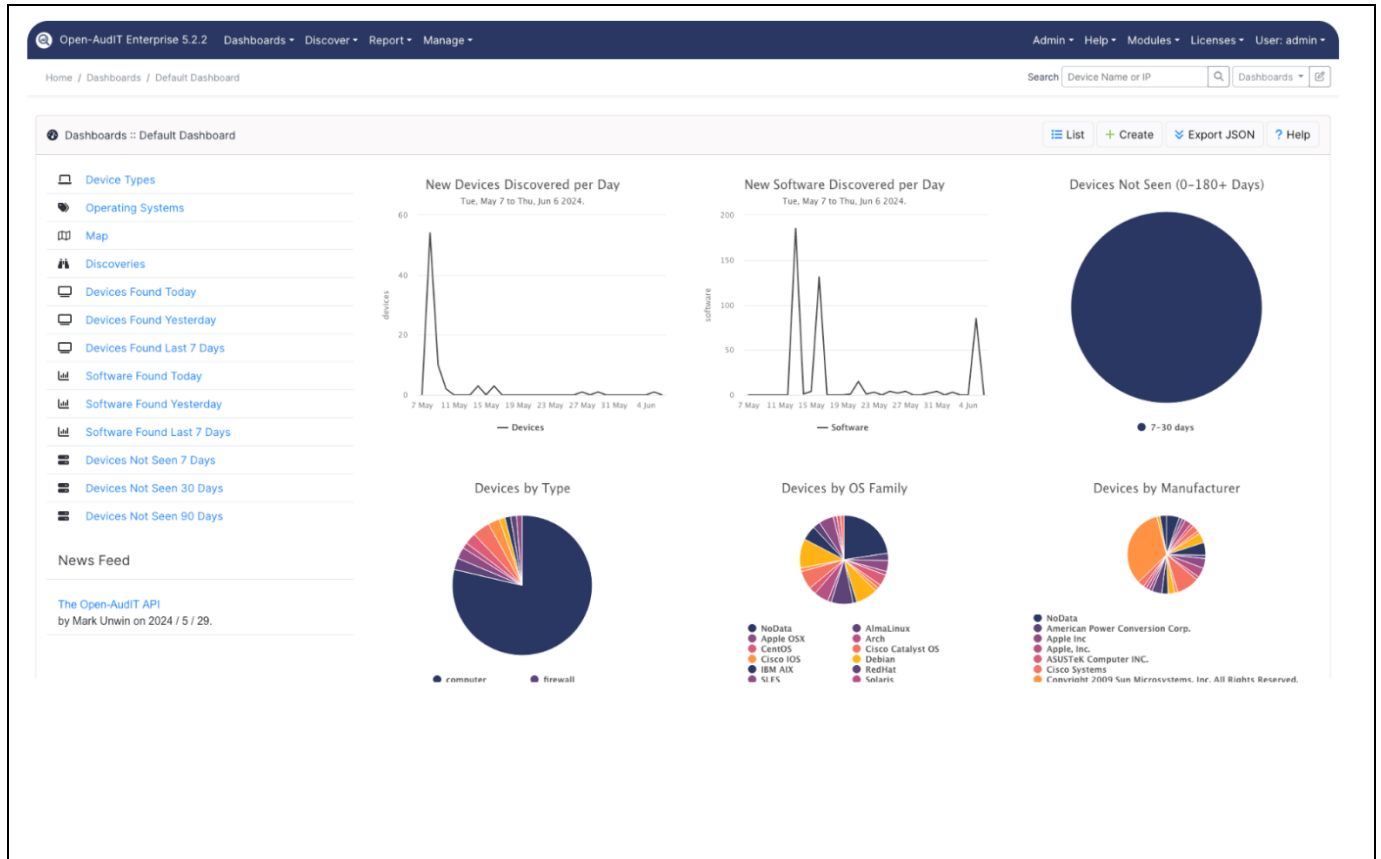 Open-AudIT Enterprise 5.2.2 Dashboards Discover Report Manage Admin Help Modules Licenses User: admin
Home / Dashboards / Default Dashboard Search Device Name or IP Dashboards
Dashboards :: Default Dashboard List + Create Export JSON ? Help
Device Types
Operating Systems
Map
Discoveries
Devices Found Today
Devices Found Yesterday
Devices Found Last 7 Days
Software Found Today
Software Found Yesterday
Software Found Last 7 Days
Devices Not Seen 7 Days
Devices Not Seen 30 Days
Devices Not Seen 90 Days
News Feed
The Open-AudIT API
by Mark Unwin on 2024 / 5 / 29.
New Devices Discovered per Day
Tue, May 7 to Thu, Jun 6 2024.
60
40
20
0
devices
7 May 11 May 15 May 19 May 23 May 27 May 31 May 4 Jun
Devices
New Software Discovered per Day
Tue, May 7 to Thu, Jun 6 2024.
200
150
100
50
0
software
7 May 11 May 15 May 19 May 23 May 27 May 31 May 4 Jun
Software
Devices Not Seen (0-180+ Days)
7-30 days
Devices by Type
computer firewall
Devices by OS Family
NoData AlmaLinux
Apple OSX Arch
CentOS Cisco Catalyst OS
Cisco IOS Debian
IBM AIX RedHat
SLES Solaris
Devices by Manufacturer
NoData
American Power Conversion Corp.
Apple Inc
Apple, Inc.
ASUSTeK Computer INC.
Cisco Systems
Copyright 2009 Sun Microsystems, Inc. All Rights Reserved.